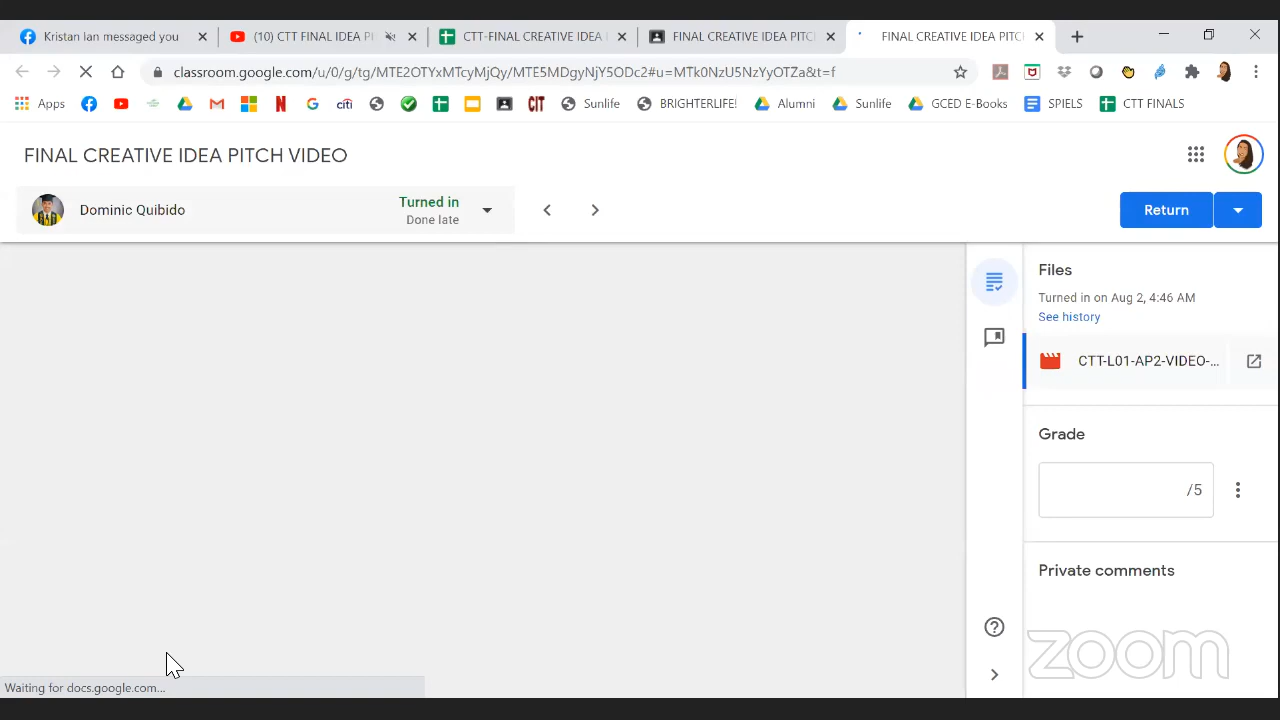 Kristan Ian messaged you
(10) CTT FINAL IDEA P
CTT-FINAL CREATIVE IDEA
FINAL CREATIVE IDEA PITC
FINAL CREATIVE IDEA PITC
classroom.google.com/u/0/g/tg/MTE2OTYxMTcyMjQy/MTE5MDgyNjY5ODc2#u=MTk0NzU5NzYyOTZa&t=f
Apps
citi
CIT
Sunlife
BRIGHTERLIFE!
Alumni
Sunlife
GCED E-Books
SPIELS
CTT FINALS
FINAL CREATIVE IDEA PITCH VIDEO
Dominic Quibido
Turned in
Done late
Return
Files
Turned in on Aug 2, 4:46 AM
See history
CTT-L01-AP2-VIDEO-...
Grade
/5
Private comments
zoom
Waiting for docs.google.com...